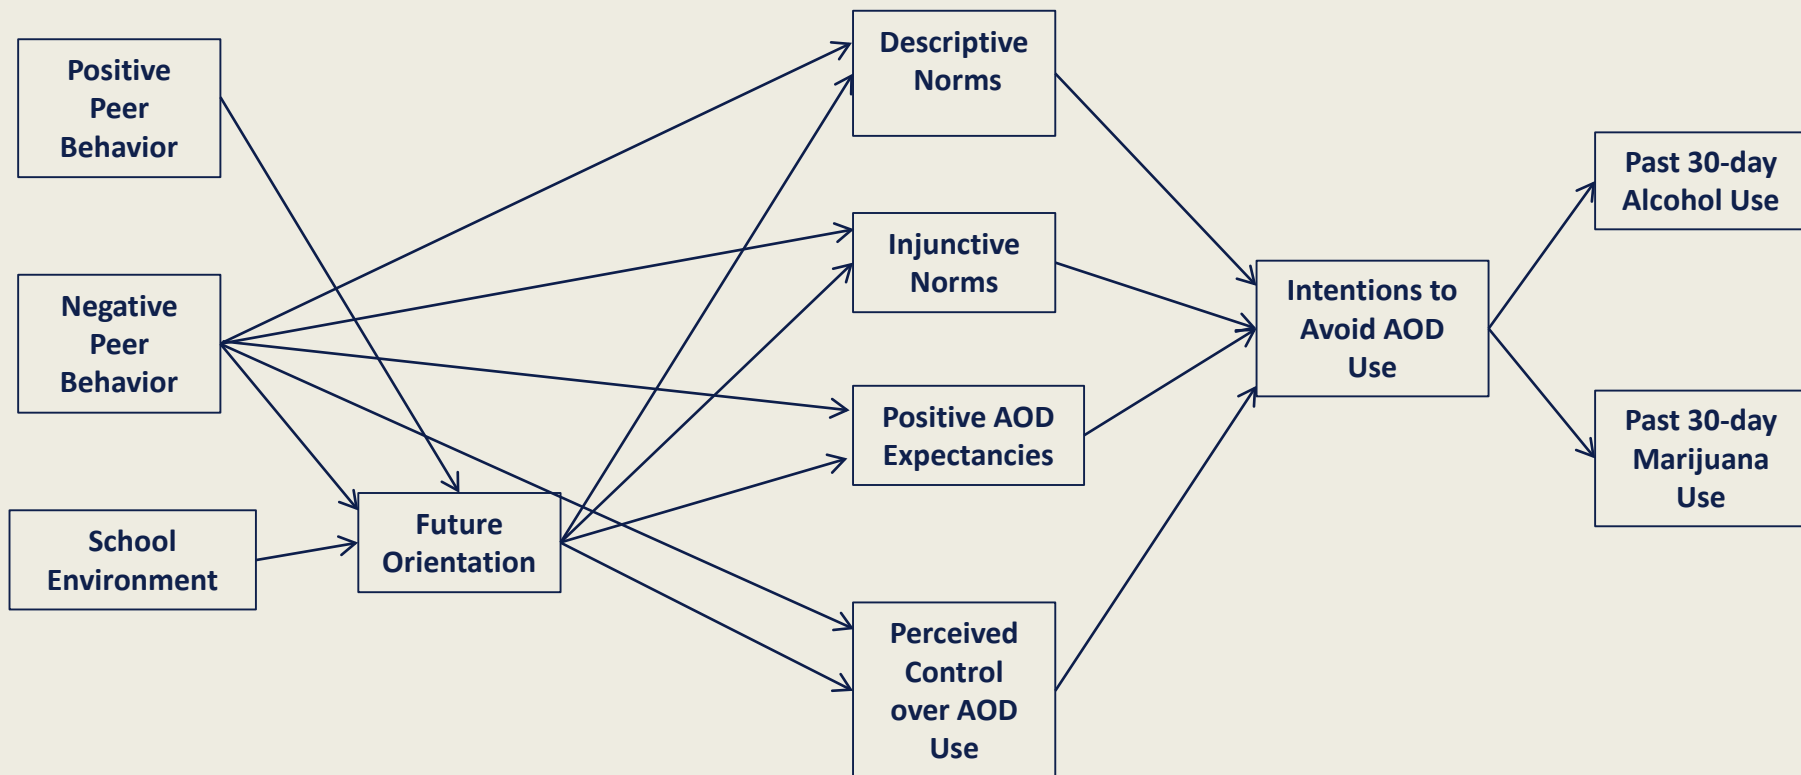 Positive
Peer
Behavior
Negative
Peer
Behavior
School
Environment
Future
Orientation
Descriptive
Norms
Injunctive
Norms
Positive AOD
Expectancies
Perceived
Control
over AOD
Use
Intentions to
Avoid AOD
Use
Past 30-day
Alcohol Use
Past 30-day
Marijuana
Use